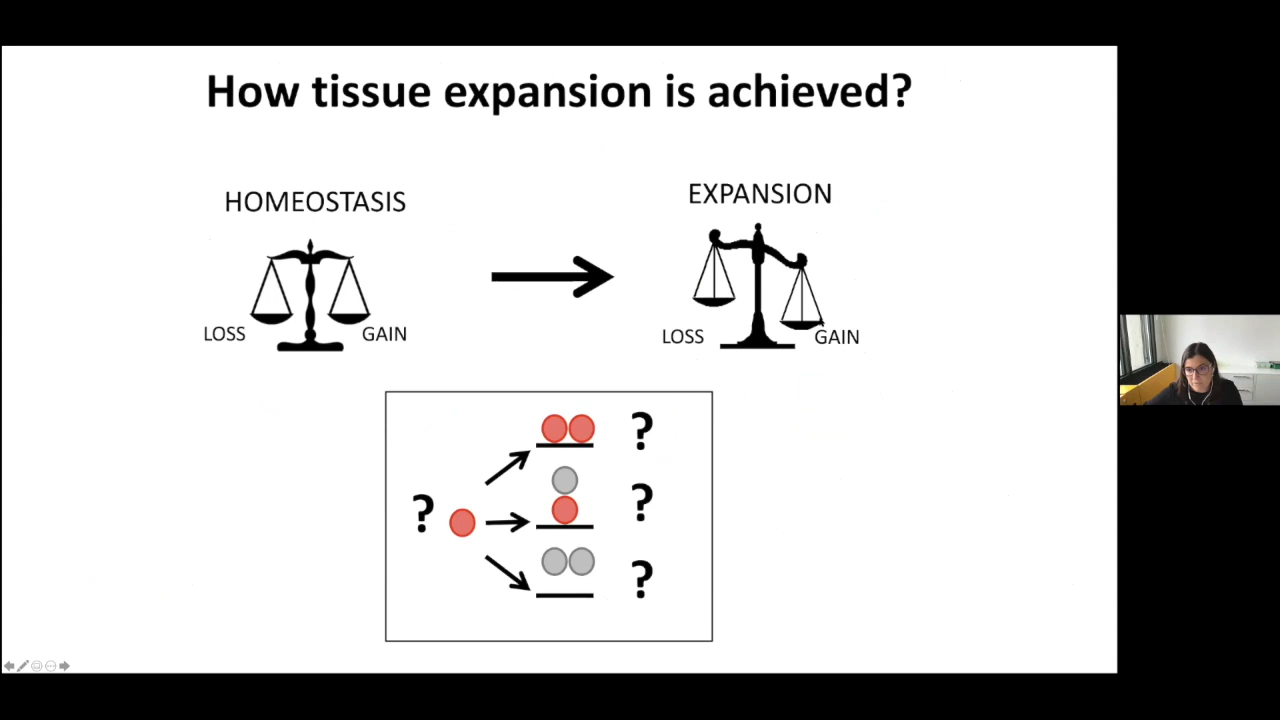 How tissue expansion is achieved?
HOMEOSTASIS
EXPANSION
LOSS
GAIN
LOSS
GAIN
?
?
?
?